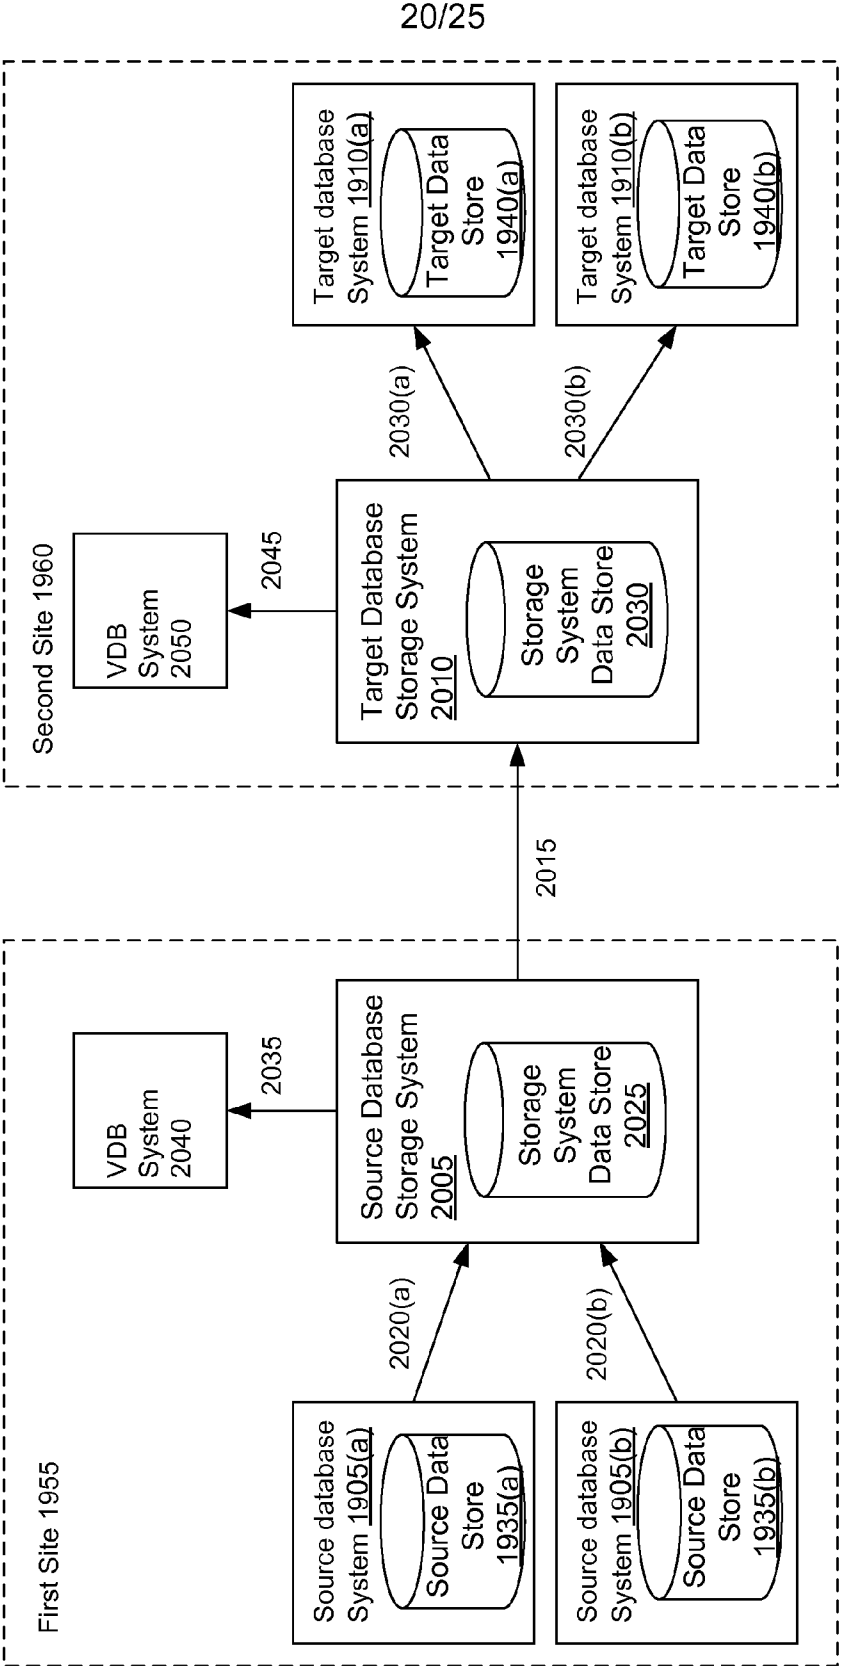 20/25
First Site 1955
VDB
System
2040
2035
Source database
System 1905(a)
Source Data
Store
1935(a)
2020(a)
Source database
System 1905(b)
Source Data
Store
1935(b)
2020(b)
Source Database
Storage System
2005
Storage
System
Data Store
2025
2015
Second Site 1960
VDB
System
2050
2045
Target Database
Storage System
2010
Storage
System
Data Store
2030
2030(a)
Target database
System 1910(a)
Target Data
Store
1940(a)
2030(b)
Target database
System 1910(b)
Target Data
Store
1940(b)